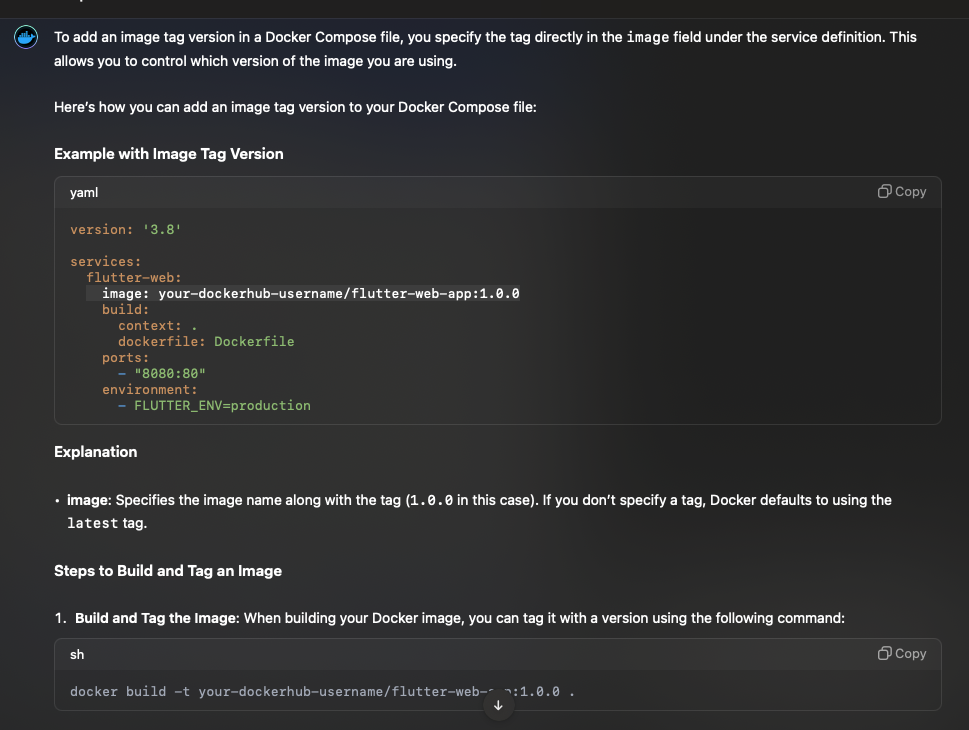 To add an image tag version in a Docker Compose file, you specify the tag directly in the image field under the service definition. This
allows you to control which version of the image you are using.
Here's how you can add an image tag version to your Docker Compose file:
Example with Image Tag Version
yaml
Copy
version: '3.8'
services:
  flutter-web:
    image: your-dockerhub-username/flutter-web-app:1.0.0
    build:
      context: .
      dockerfile: Dockerfile
    ports:
      - "8080:80"
    environment:
      - FLUTTER_ENV=production
Explanation
• image: Specifies the image name along with the tag (1.0.0 in this case). If you don't specify a tag, Docker defaults to using the
latest tag.
Steps to Build and Tag an Image
1. Build and Tag the Image: When building your Docker image, you can tag it with a version using the following command:
sh
Copy
docker build -t your-dockerhub-username/flutter-web-app:1.0.0 .